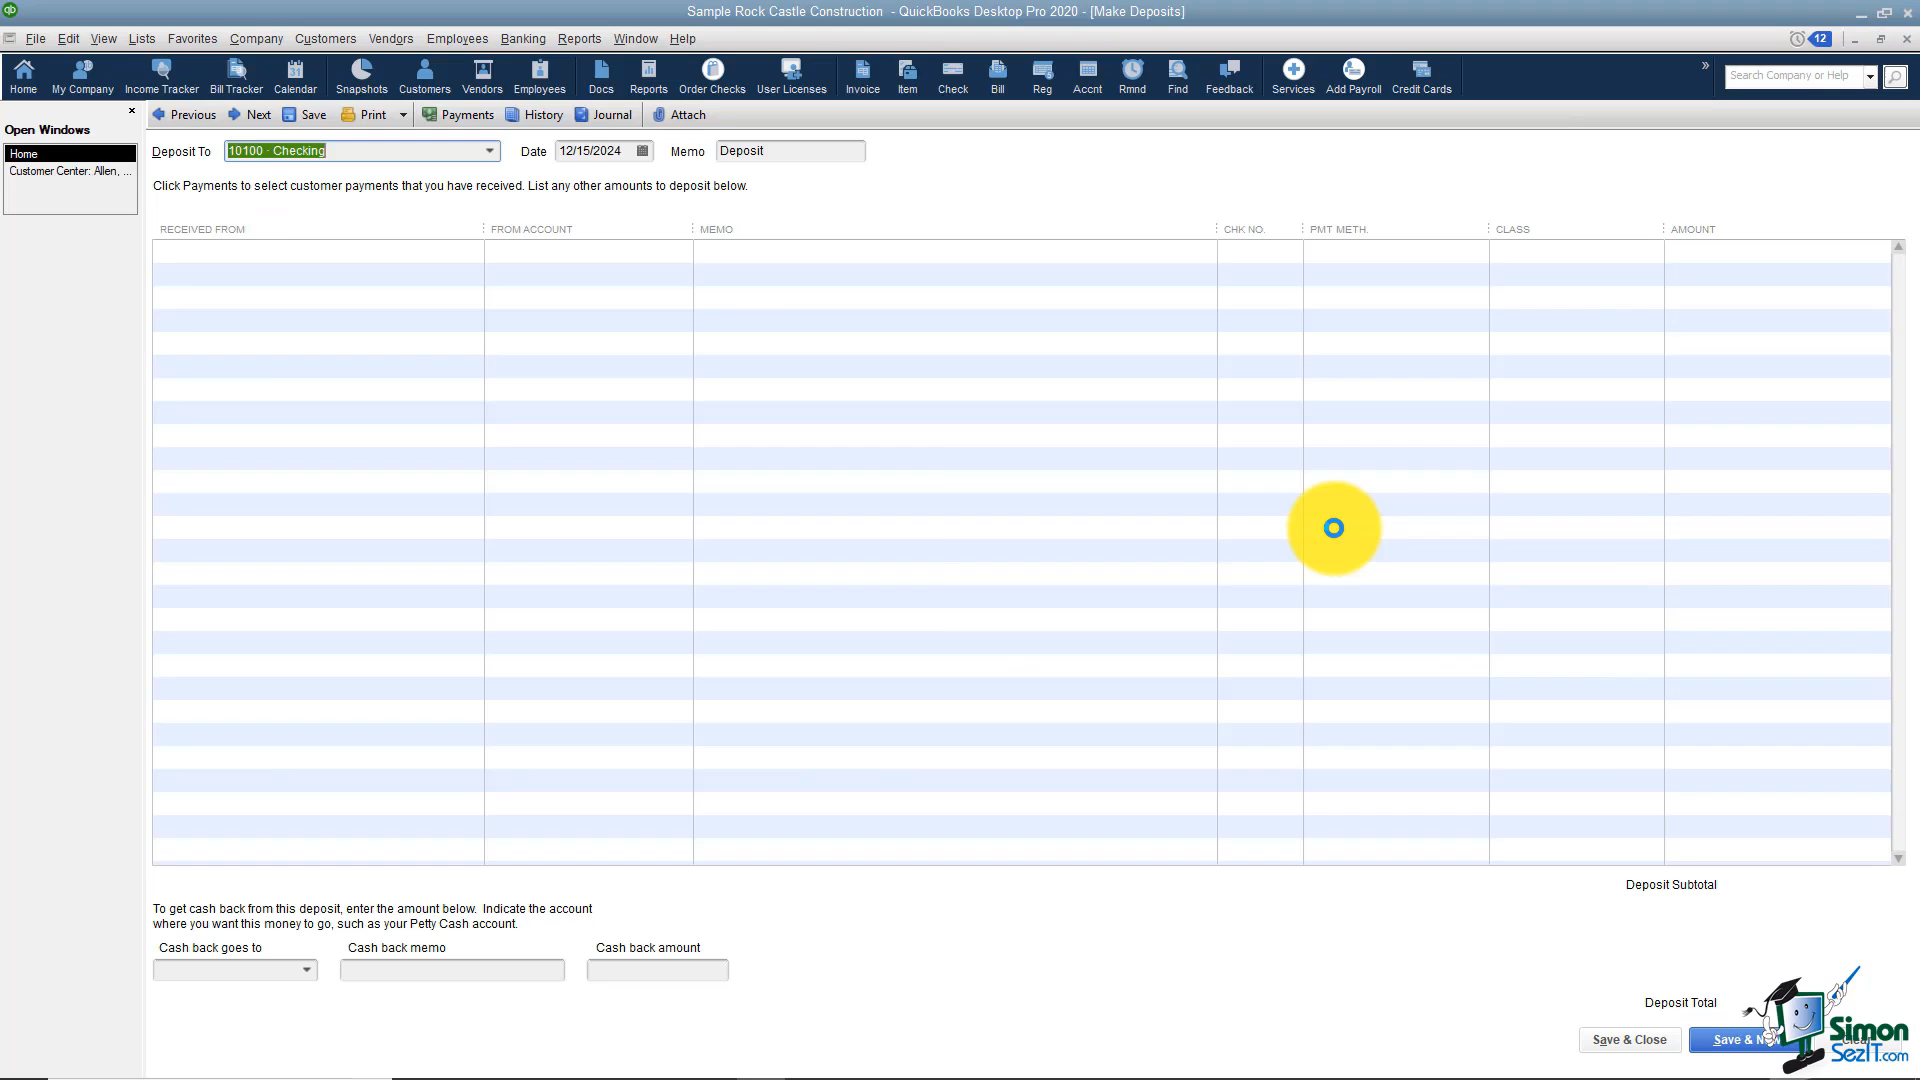 Sample Rock Castle Construction - QuickBooks Desktop Pro 2020 - [Make Deposits]
File Edit View Lists Favorites Company Customers Vendors Employees Banking Reports Window Help 12
Home My Company Income Tracker Bill Tracker Calendar Snapshots Customers Vendors Employees Docs Reports Order Checks User Licenses Invoice Item Check Bill Reg Accnt Rmnd Find Feedback Services Add Payroll Credit Cards » Search Company or Help
Previous Next Save Print Payments History Journal Attach
Open Windows
Home
Customer Center: Allen, ...
Deposit To 10100 · Checking Date 12/15/2024 Memo Deposit
Click Payments to select customer payments that you have received. List any other amounts to deposit below.
RECEIVED FROM FROM ACCOUNT MEMO CHK NO. PMT METH. CLASS AMOUNT
Deposit Subtotal
To get cash back from this deposit, enter the amount below. Indicate the account
where you want this money to go, such as your Petty Cash account.
Cash back goes to Cash back memo Cash back amount
Deposit Total
Save & Close Save &
Simon
SezIT.com